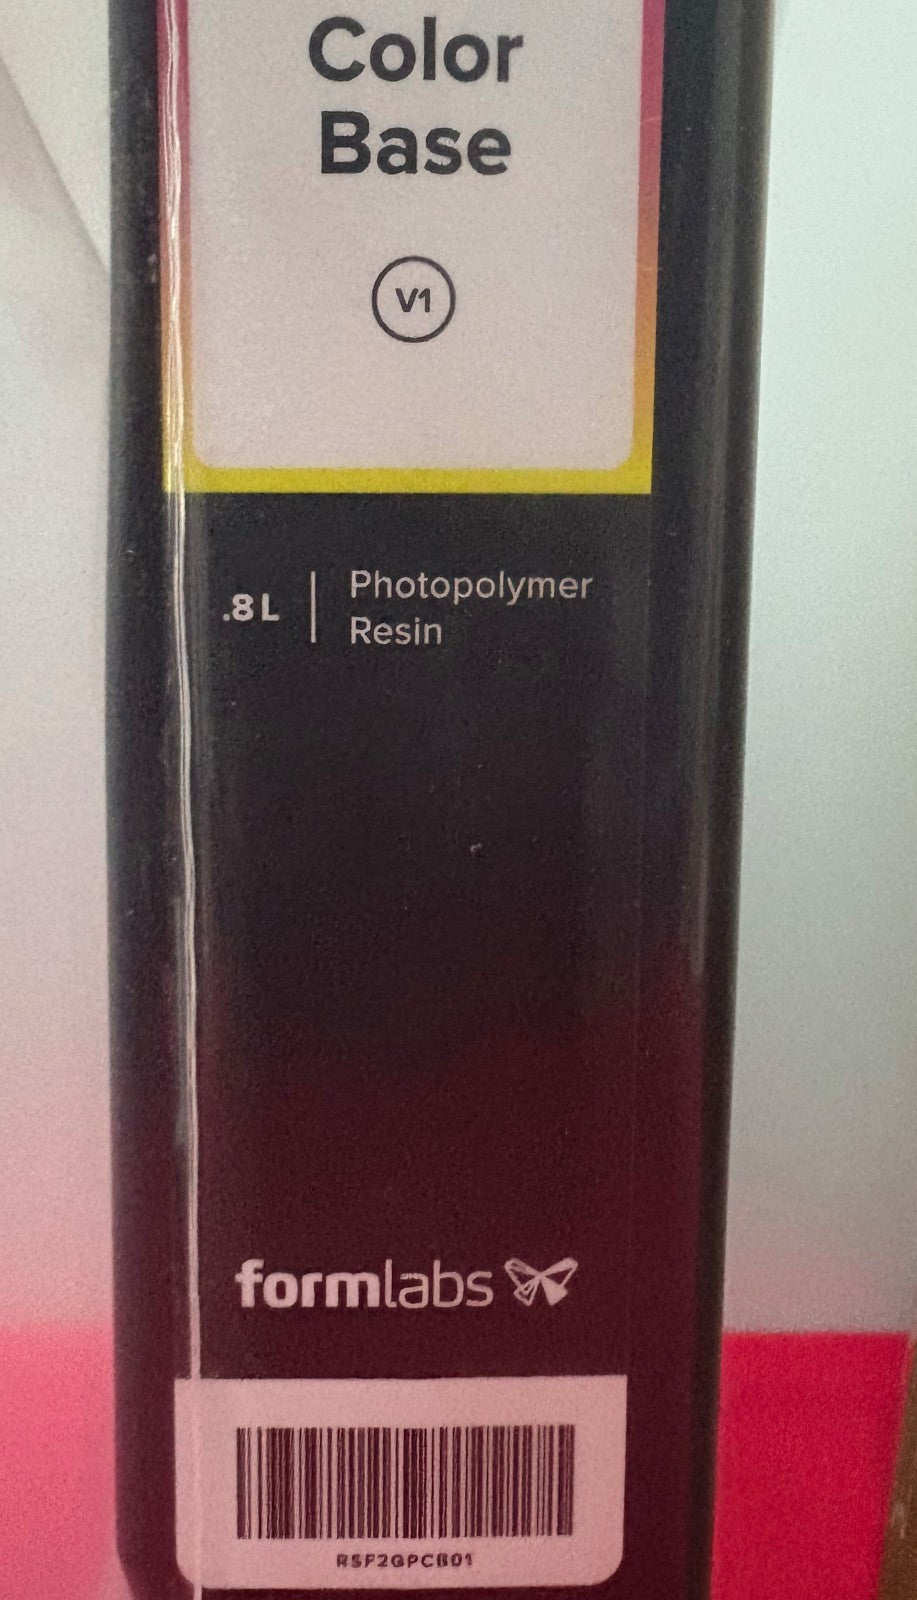 Color
Base
V1
.8L
Photopolymer
Resin
formlabs
RSF2GPCB01